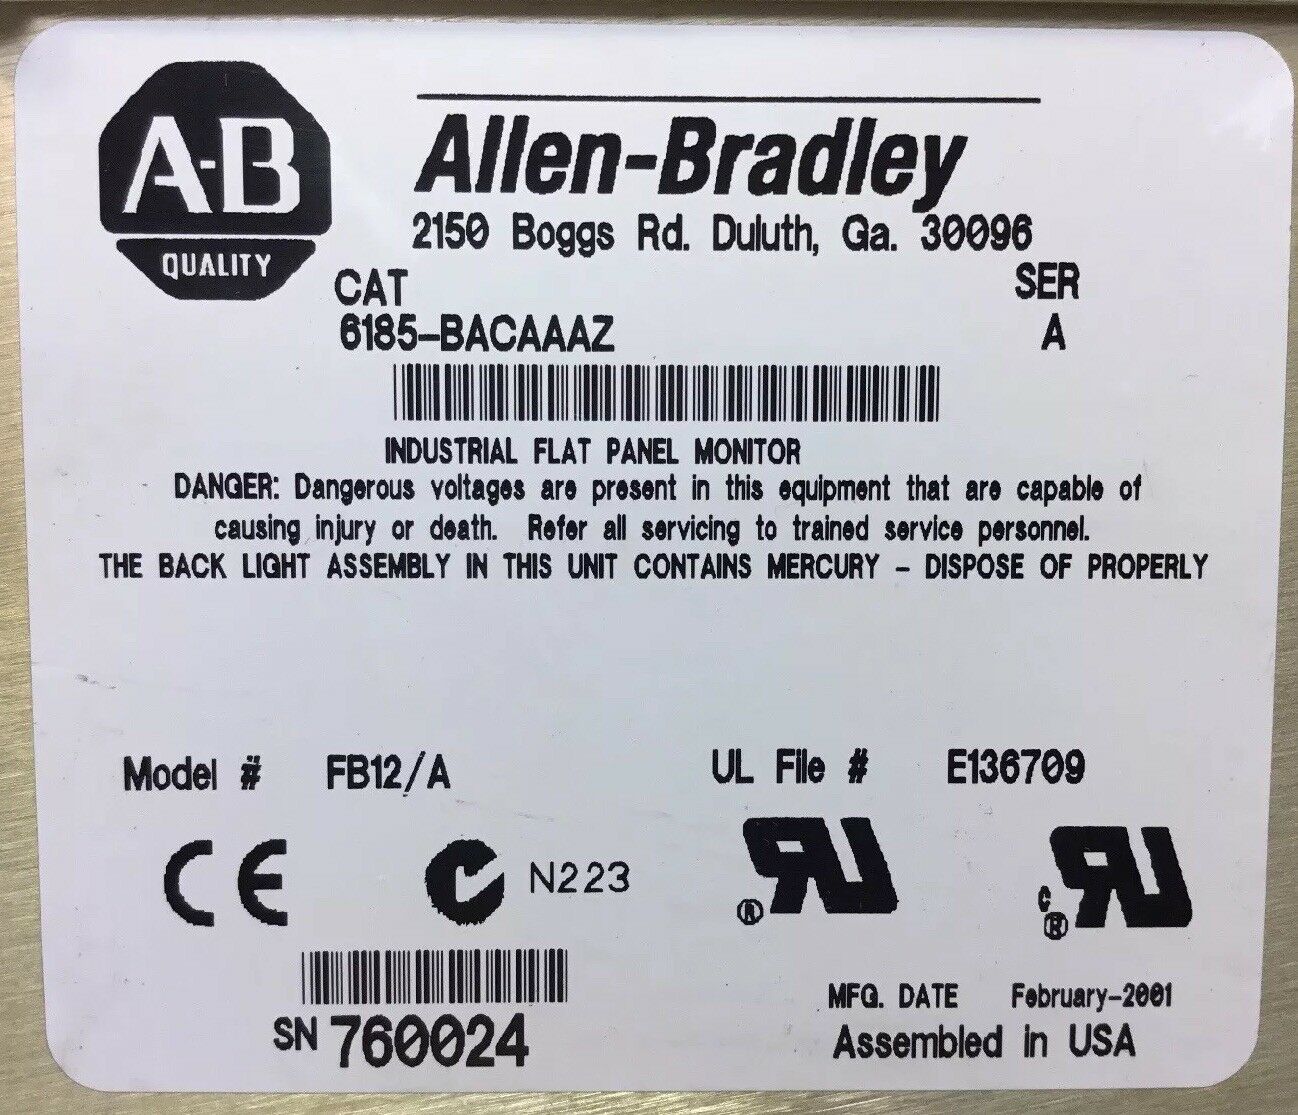 A-B
QUALITY
Allen-Bradley
2150 Boggs Rd. Duluth, Ga. 30096
CAT SER
6185-BACAAAZ A
INDUSTRIAL FLAT PANEL MONITOR
DANGER: Dangerous voltages are present in this equipment that are capable of
causing injury or death. Refer all servicing to trained service personnel.
THE BACK LIGHT ASSEMBLY IN THIS UNIT CONTAINS MERCURY - DISPOSE OF PROPERLY
Model # FB12/A UL File # E136709
CE N223 ® UR c ® UR
MFG. DATE February-2001
SN 760024 Assembled in USA